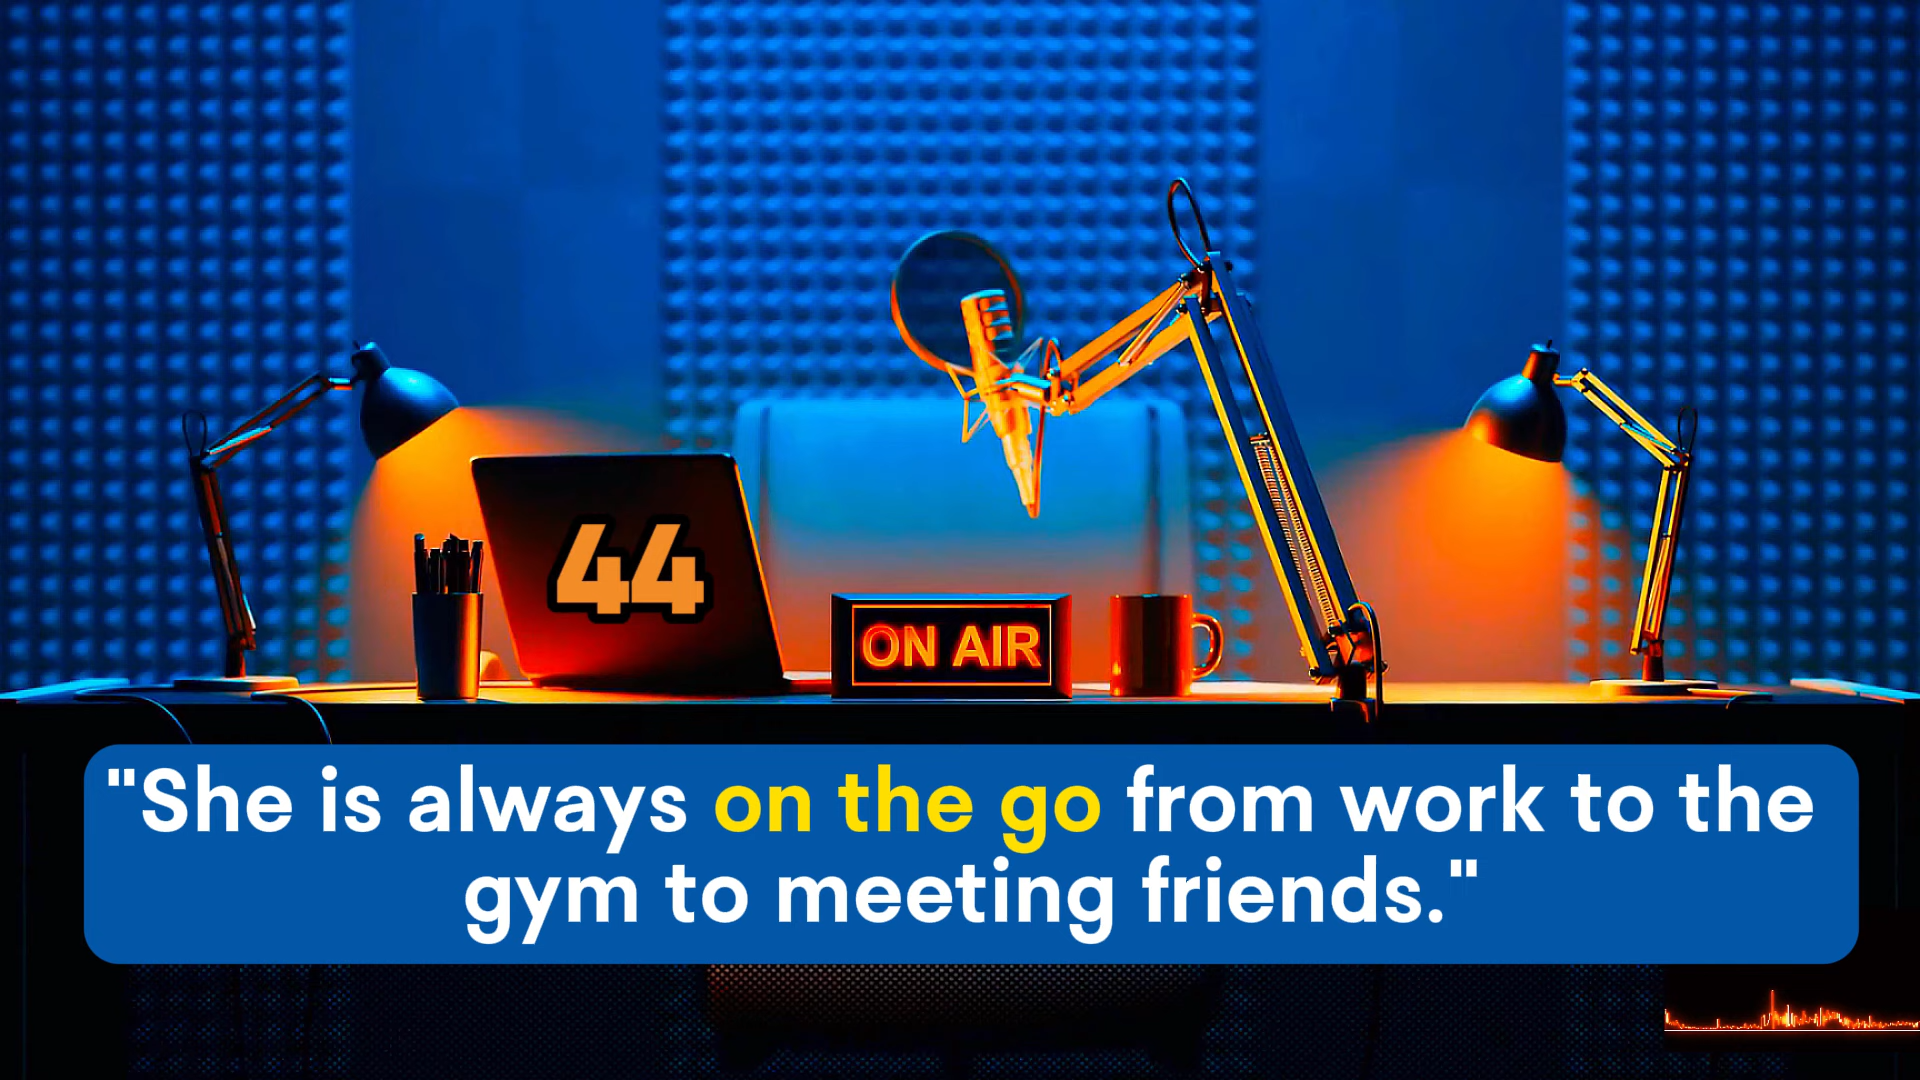 44
ON AIR
"She is always on the go from work to the
gym to meeting friends."